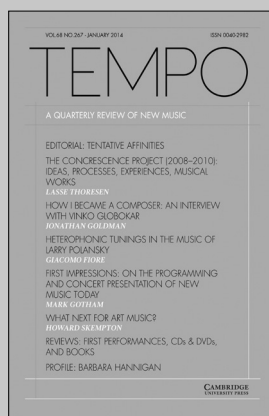 VOL.68 NO.267 - JANUARY 2014 ISSN 0040-2982
TEMPO
A QUARTERLY REVIEW OF NEW MUSIC
EDITORIAL: TENTATIVE AFFINITIES
THE CONCRESCENCE PROJECT (2008–2010):
IDEAS, PROCESSES, EXPERIENCES, MUSICAL
WORKS
LASSE THORESEN
HOW I BECAME A COMPOSER: AN INTERVIEW
WITH VINKO GLOBOKAR
JONATHAN GOLDMAN
HETEROPHONIC TUNINGS IN THE MUSIC OF
LARRY POLANSKY
GIACOMO FIORE
FIRST IMPRESSIONS: ON THE PROGRAMMING
AND CONCERT PRESENTATION OF NEW
MUSIC TODAY
MARK GOTHAM
WHAT NEXT FOR ART MUSIC?
HOWARD SKEMPTON
REVIEWS: FIRST PERFORMANCES, CDs & DVDs,
AND BOOKS
PROFILE: BARBARA HANNIGAN
CAMBRIDGE
UNIVERSITY PRESS